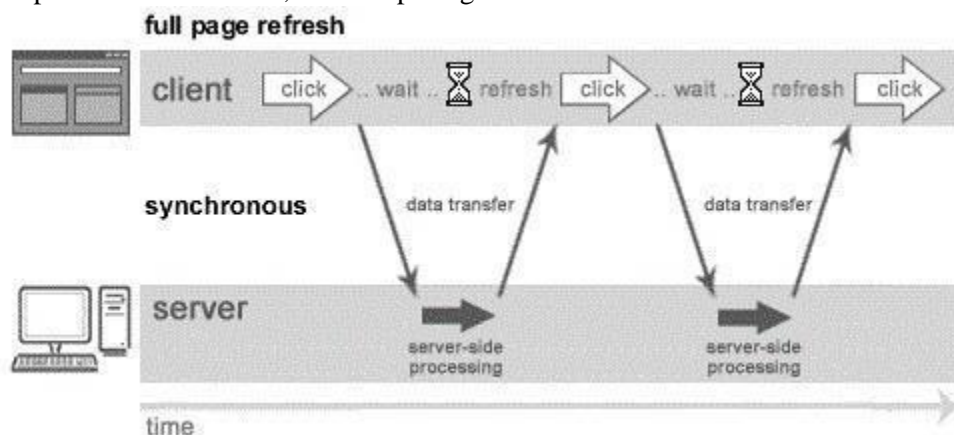 full page refresh
client click .. wait .. refresh click .. wait .. refresh click
synchronous data transfer data transfer
server
server-side processing server-side processing
time